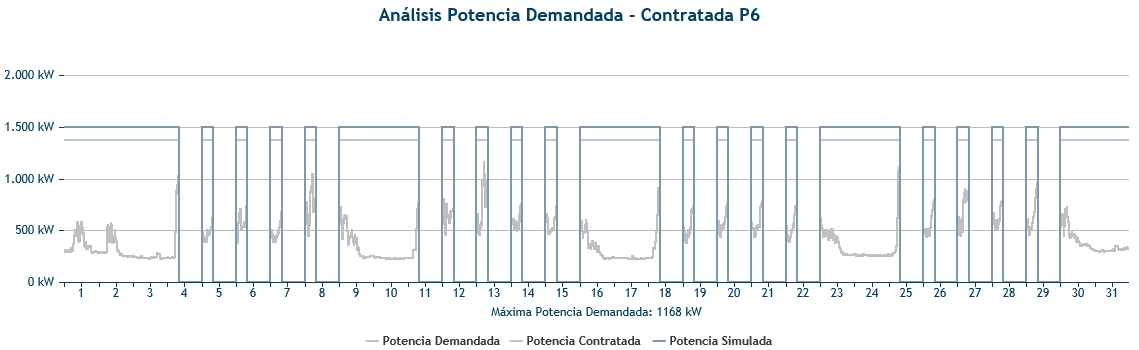 Análisis Potencia Demandada - Contratada P6
2.000 kW
1.500 kW
1.000 kW
500 kW
0 kW
1 2 3 4 5 6 7 8 9 10 11 12 13 14 15 16 17 18 19 20 21 22 23 24 25 26 27 28 29 30 31
Máxima Potencia Demandada: 1168 kW
Potencia Demandada Potencia Contratada Potencia Simulada